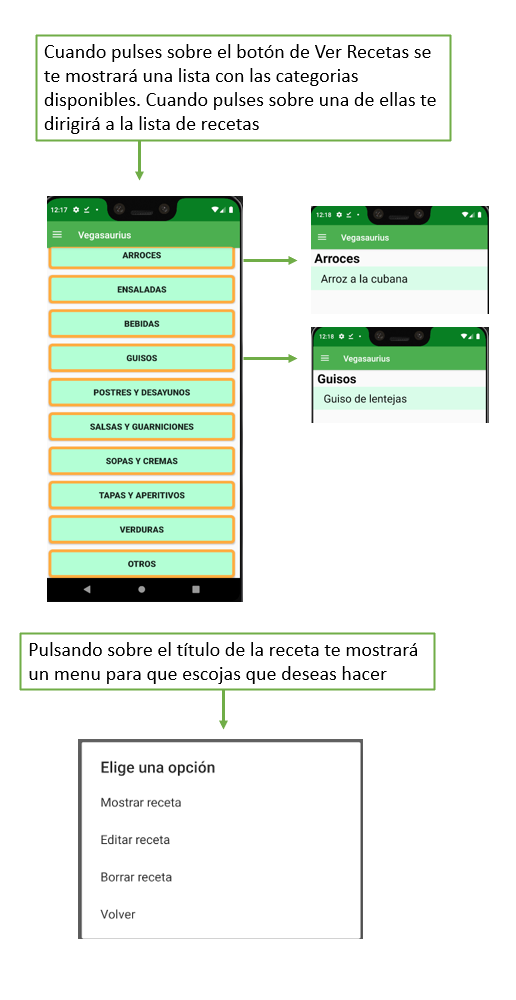 Cuando pulses sobre el botón de Ver Recetas se
te mostrará una lista con las categorias
disponibles. Cuando pulses sobre una de ellas te
dirigirá a la lista de recetas
12:17
Vegasaurius
ARROCES
ENSALADAS
BEBIDAS
GUISOS
POSTRES Y DESAYUNOS
SALSAS Y GUARNICIONES
SOPAS Y CREMAS
TAPAS Y APERITIVOS
VERDURAS
OTROS
12:18
Vegasaurius
Arroces
Arroz a la cubana
12:18
Vegasaurius
Guisos
Guiso de lentejas
Pulsando sobre el título de la receta te mostrará
un menu para que escojas que deseas hacer
Elige una opción
Mostrar receta
Editar receta
Borrar receta
Volver